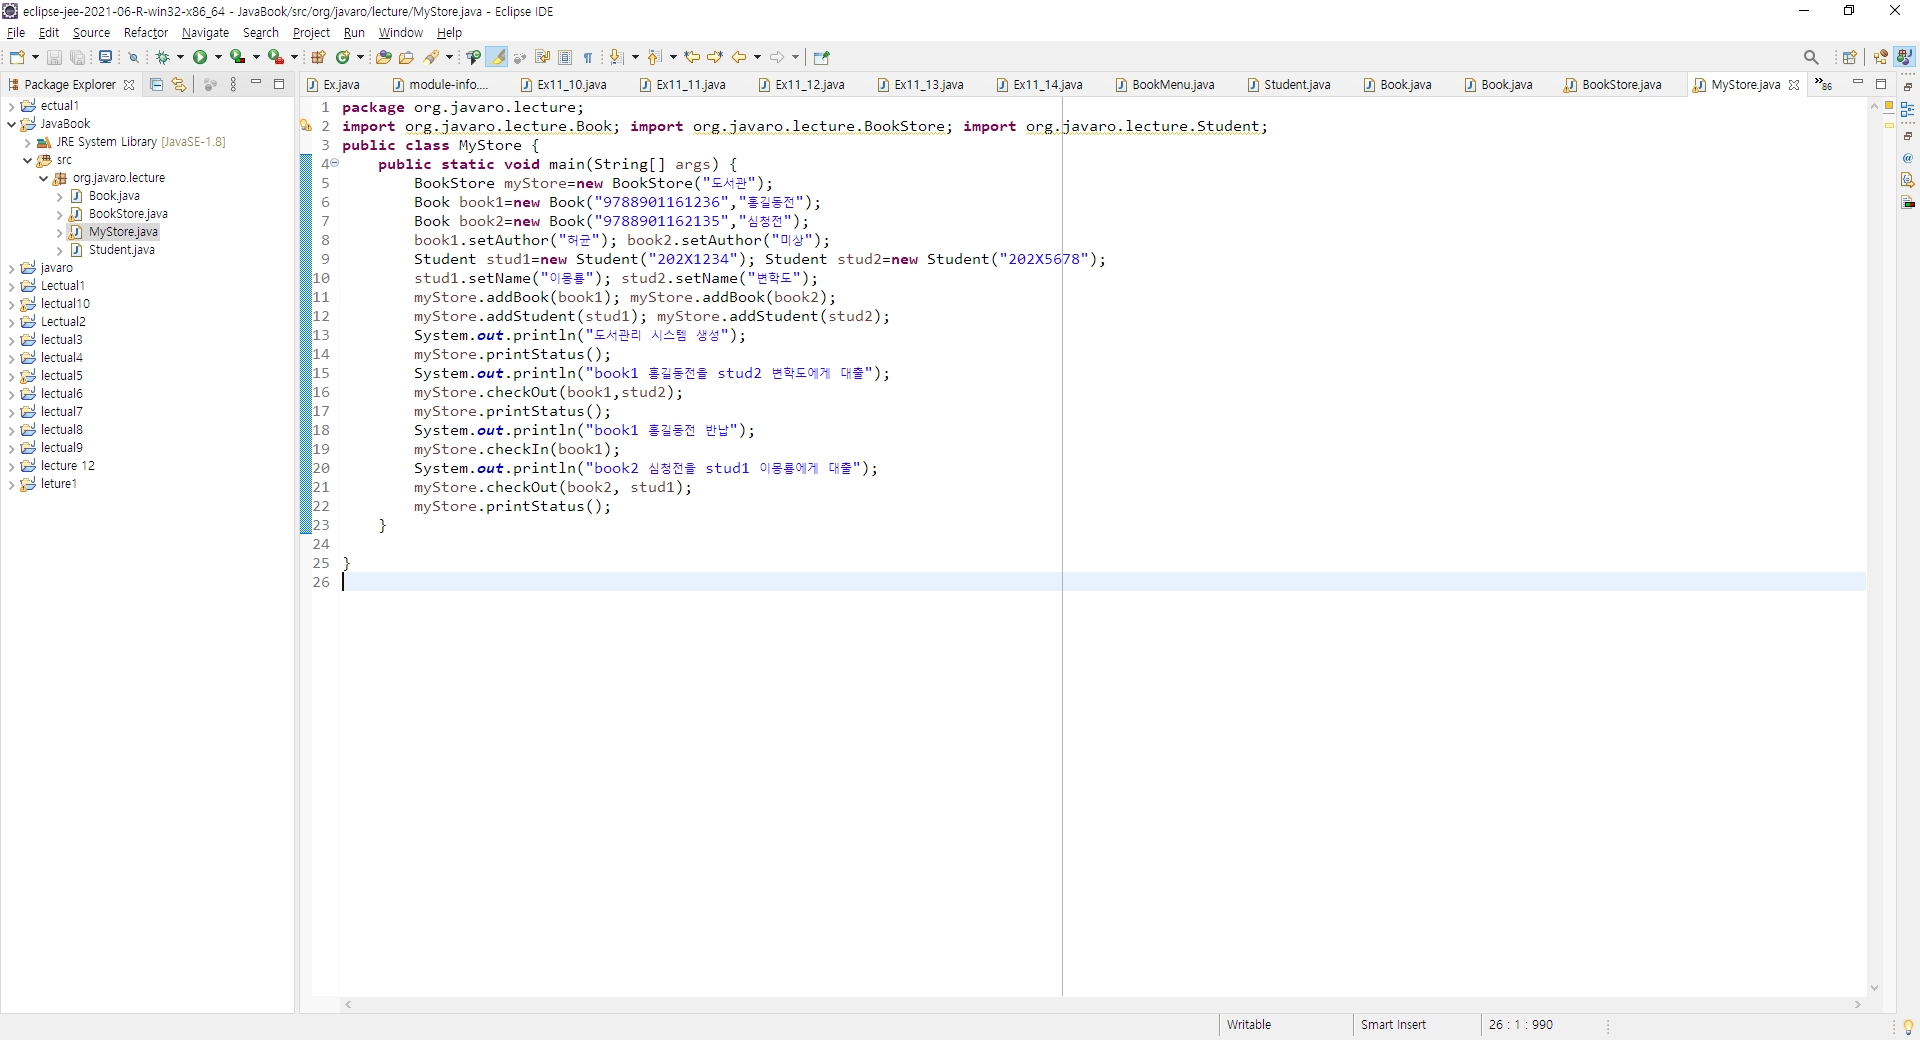 eclipse-jee-2021-06-R-win32-x86_64 - JavaBook/src/org/javaro/lecture/MyStore.java - Eclipse IDE
File Edit Source Refactor Navigate Search Project Run Window Help
Package Explorer
Ex.java module-info.... Ex11_10.java Ex11_11.java Ex11_12.java Ex11_13.java Ex11_14.java BookMenu.java Student.java Book.java Book.java BookStore.java MyStore.java »86
ectual1
JavaBook
JRE System Library [JavaSE-1.8]
src
org.javaro.lecture
Book.java
BookStore.java
MyStore.java
Student.java
javaro
Lectual1
lectual10
Lectual2
lectual3
lectual4
lectual5
lectual6
lectual7
lectual8
lectual9
lecture 12
leture1
1 package org.javaro.lecture;
2 import org.javaro.lecture.Book; import org.javaro.lecture.BookStore; import org.javaro.lecture.Student;
3 public class MyStore {
4 public static void main(String[] args) {
5 BookStore myStore=new BookStore("도서관");
6 Book book1=new Book("9788901161236","홍길동전");
7 Book book2=new Book("9788901162135","심청전");
8 book1.setAuthor("허균"); book2.setAuthor("미상");
9 Student stud1=new Student("202X1234"); Student stud2=new Student("202X5678");
10 stud1.setName("이몽룡"); stud2.setName("변학도");
11 myStore.addBook(book1); myStore.addBook(book2);
12 myStore.addStudent(stud1); myStore.addStudent(stud2);
13 System.out.println("도서관리 시스템 생성");
14 myStore.printStatus();
15 System.out.println("book1 홍길동전을 stud2 변학도에게 대출");
16 myStore.checkOut(book1,stud2);
17 myStore.printStatus();
18 System.out.println("book1 홍길동전 반납");
19 myStore.checkIn(book1);
20 System.out.println("book2 심청전을 stud1 이몽룡에게 대출");
21 myStore.checkOut(book2, stud1);
22 myStore.printStatus();
23 }
24
25 }
26
Writable Smart Insert 26 : 1 : 990